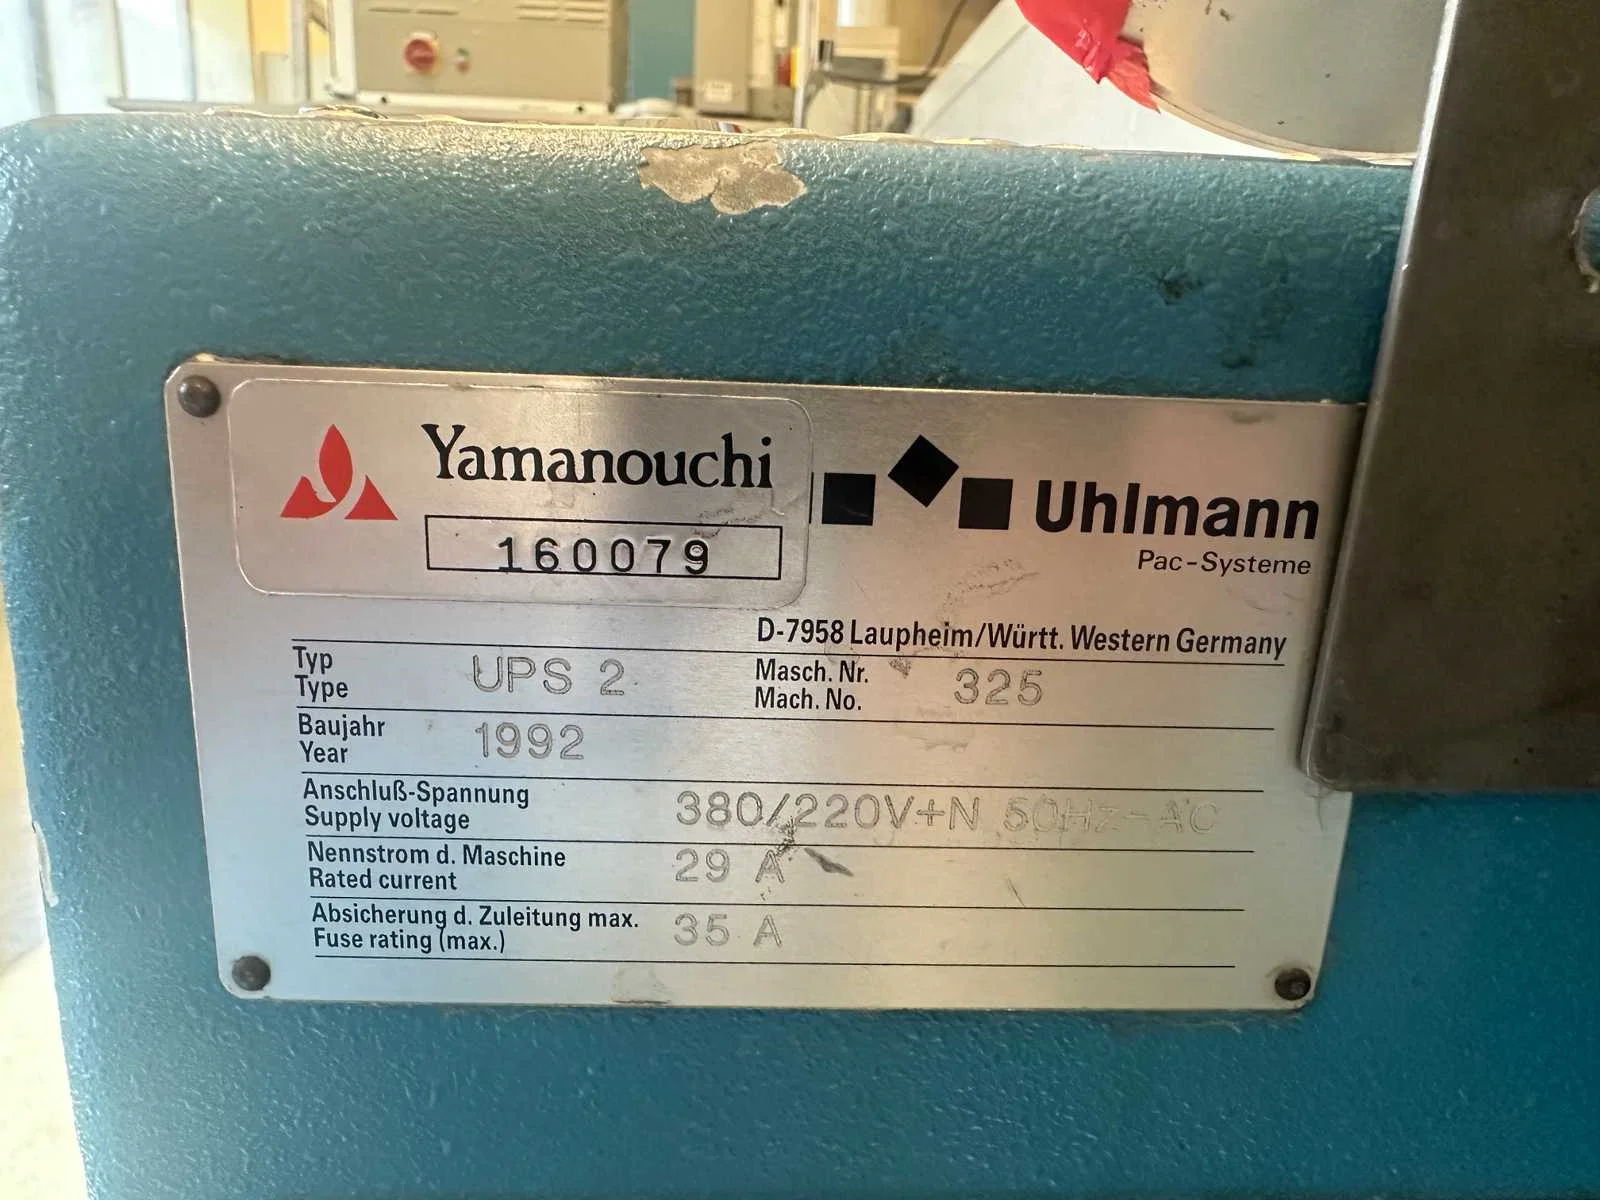 Yamanouchi
160079
Uhlmann
Pac-Systeme
D-7958 Laupheim/Württ. Western Germany
Typ
Type
UPS 2
Masch. Nr.
Mach. No.
325
Baujahr
Year
1992
Anschluß-Spannung
Supply voltage
380/220V+N 50Hz-AC
Nennstrom d. Maschine
Rated current
29 A
Absicherung d. Zuleitung max.
Fuse rating (max.)
35 A